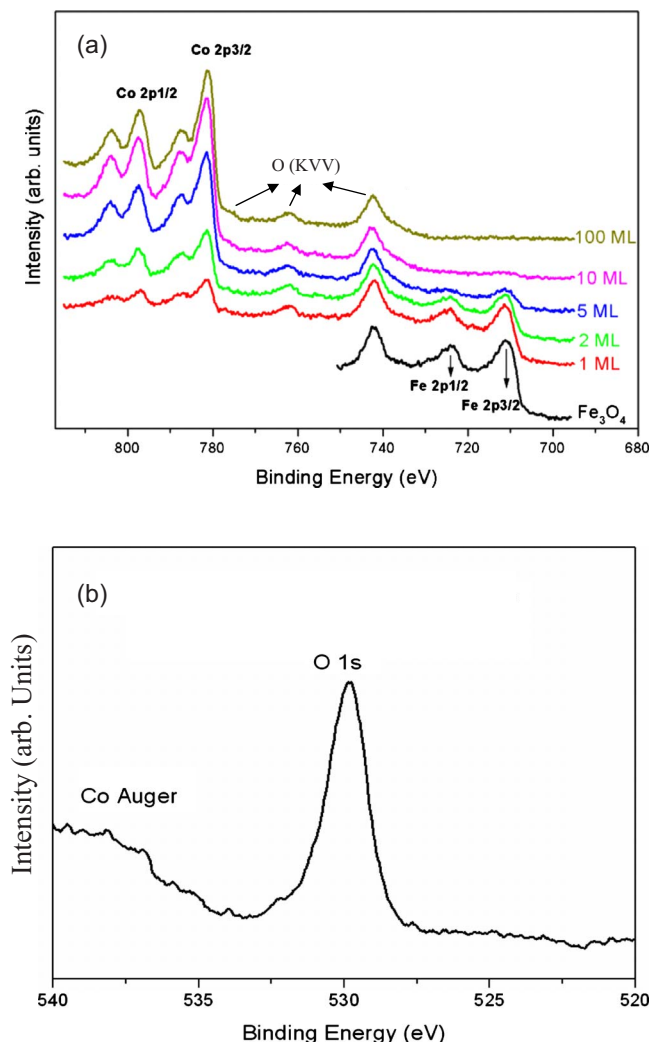 (a)
Co 2p3/2
Co 2p1/2
O (KVV)
100 ML
10 ML
5 ML
2 ML
1 ML
Fe 2p1/2
Fe 2p3/2
Fe₃O₄
Intensity (arb. units)
800 780 760 740 720 700 680
Binding Energy (eV)
(b)
O 1s
Co Auger
Intensity (arb. Units)
540 535 530 525 520
Binding Energy (eV)